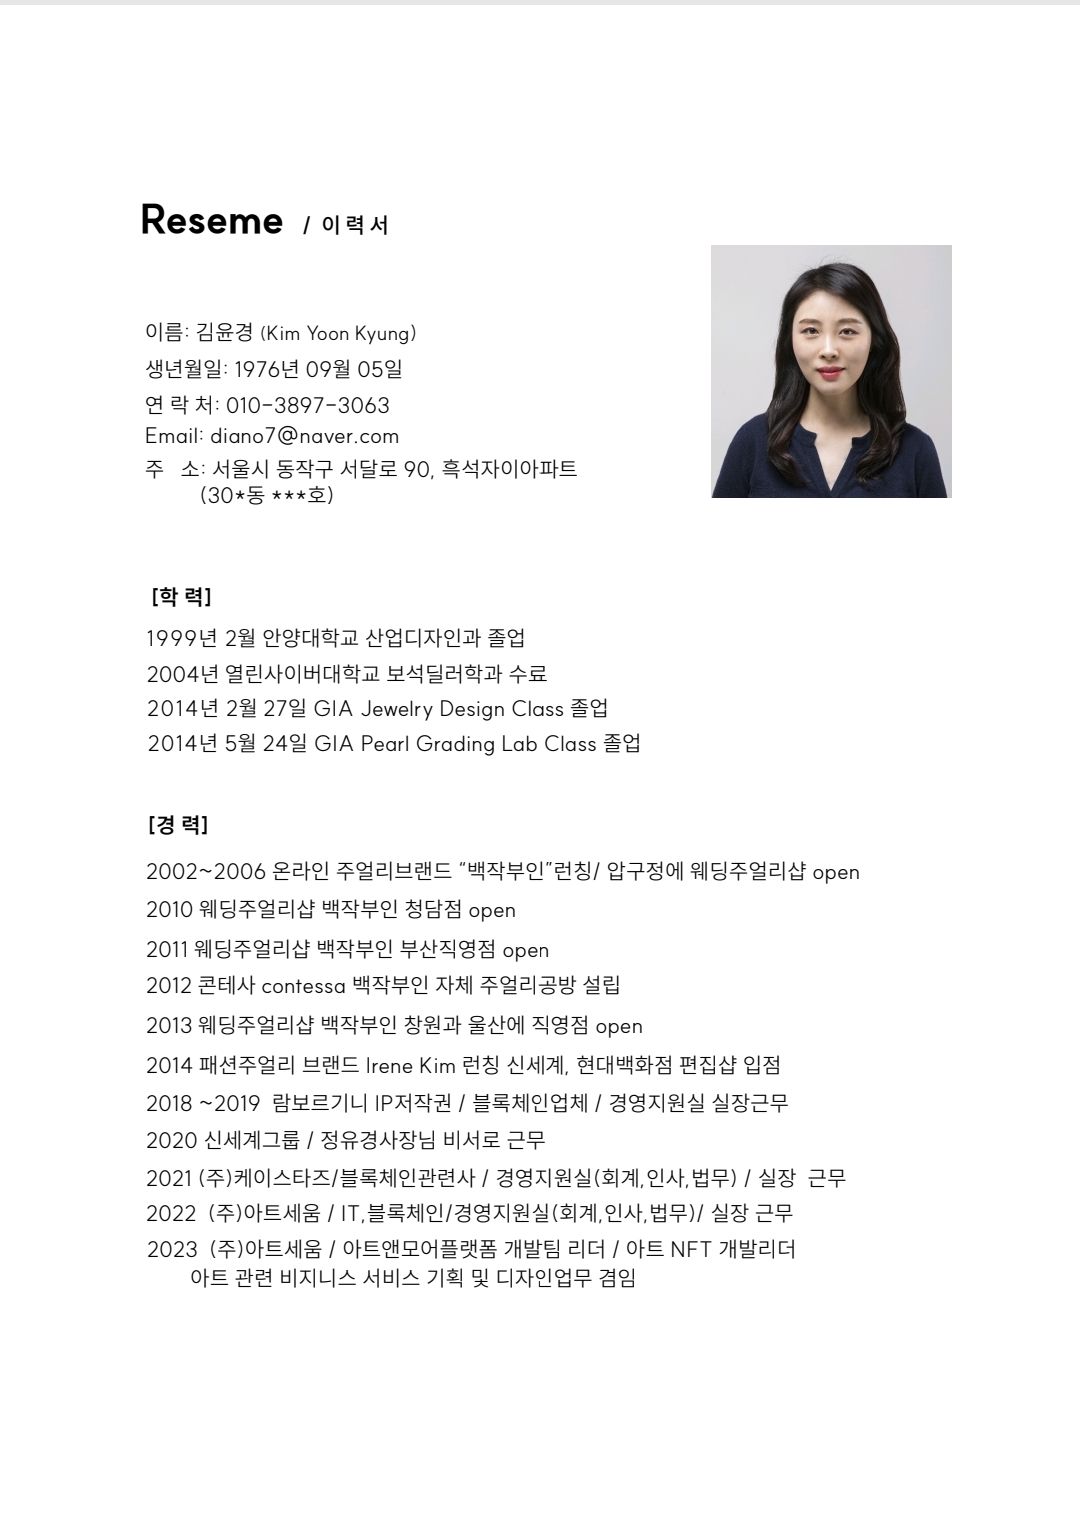 Reseme / 이 력 서
이름: 김윤경 (Kim Yoon Kyung)
생년월일: 1976년 09월 05일
연 락 처: 010-3897-3063
Email: diano7@naver.com
주 소: 서울시 동작구 서달로 90, 흑석자이아파트
(30*동 ***호)
[학 력]
1999년 2월 안양대학교 산업디자인과 졸업
2004년 열린사이버대학교 보석딜러학과 수료
2014년 2월 27일 GIA Jewelry Design Class 졸업
2014년 5월 24일 GIA Pearl Grading Lab Class 졸업
[경 력]
2002~2006 온라인 주얼리브랜드 “백작부인”런칭/ 압구정에 웨딩주얼리샵 open
2010 웨딩주얼리샵 백작부인 청담점 open
2011 웨딩주얼리샵 백작부인 부산직영점 open
2012 콘테사 contessa 백작부인 자체 주얼리공방 설립
2013 웨딩주얼리샵 백작부인 창원과 울산에 직영점 open
2014 패션주얼리 브랜드 Irene Kim 런칭 신세계, 현대백화점 편집샵 입점
2018 ~2019 람보르기니 IP저작권 / 블록체인업체 / 경영지원실 실장근무
2020 신세계그룹 / 정유경사장님 비서로 근무
2021 (주)케이스타즈/블록체인관련사 / 경영지원실(회계,인사,법무) / 실장 근무
2022 (주)아트세움 / IT,블록체인/경영지원실(회계,인사,법무)/ 실장 근무
2023 (주)아트세움 / 아트앤모어플랫폼 개발팀 리더 / 아트 NFT 개발리더
아트 관련 비지니스 서비스 기획 및 디자인업무 겸임